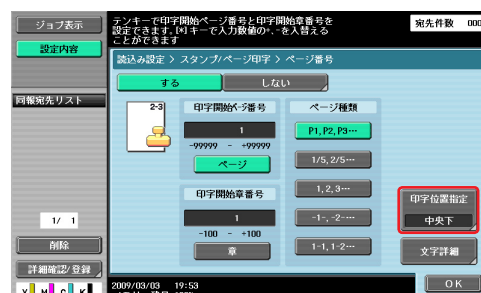 ジョブ表示
設定内容
テンキーで印字開始ページ番号と印字開始章番号を
設定できます。[*]キーで入力数値の+、-を入替える
ことができます
宛先件数 000
読込み設定 > スタンプ/ページ印字 > ページ番号
する
しない
同報宛先リスト
2-3
印字開始ページ番号
ページ種類
1
P1,P2,P3…
-99999 - +99999
ページ
1/5,2/5…
印字開始章番号
1,2,3…
印字位置指定
1
-1-,-2-…
中央下
-100 - +100
章
1-1,1-2…
文字詳細
1/ 1
削除
詳細確認/登録
2009/03/03 19:53
OK
Y M C K